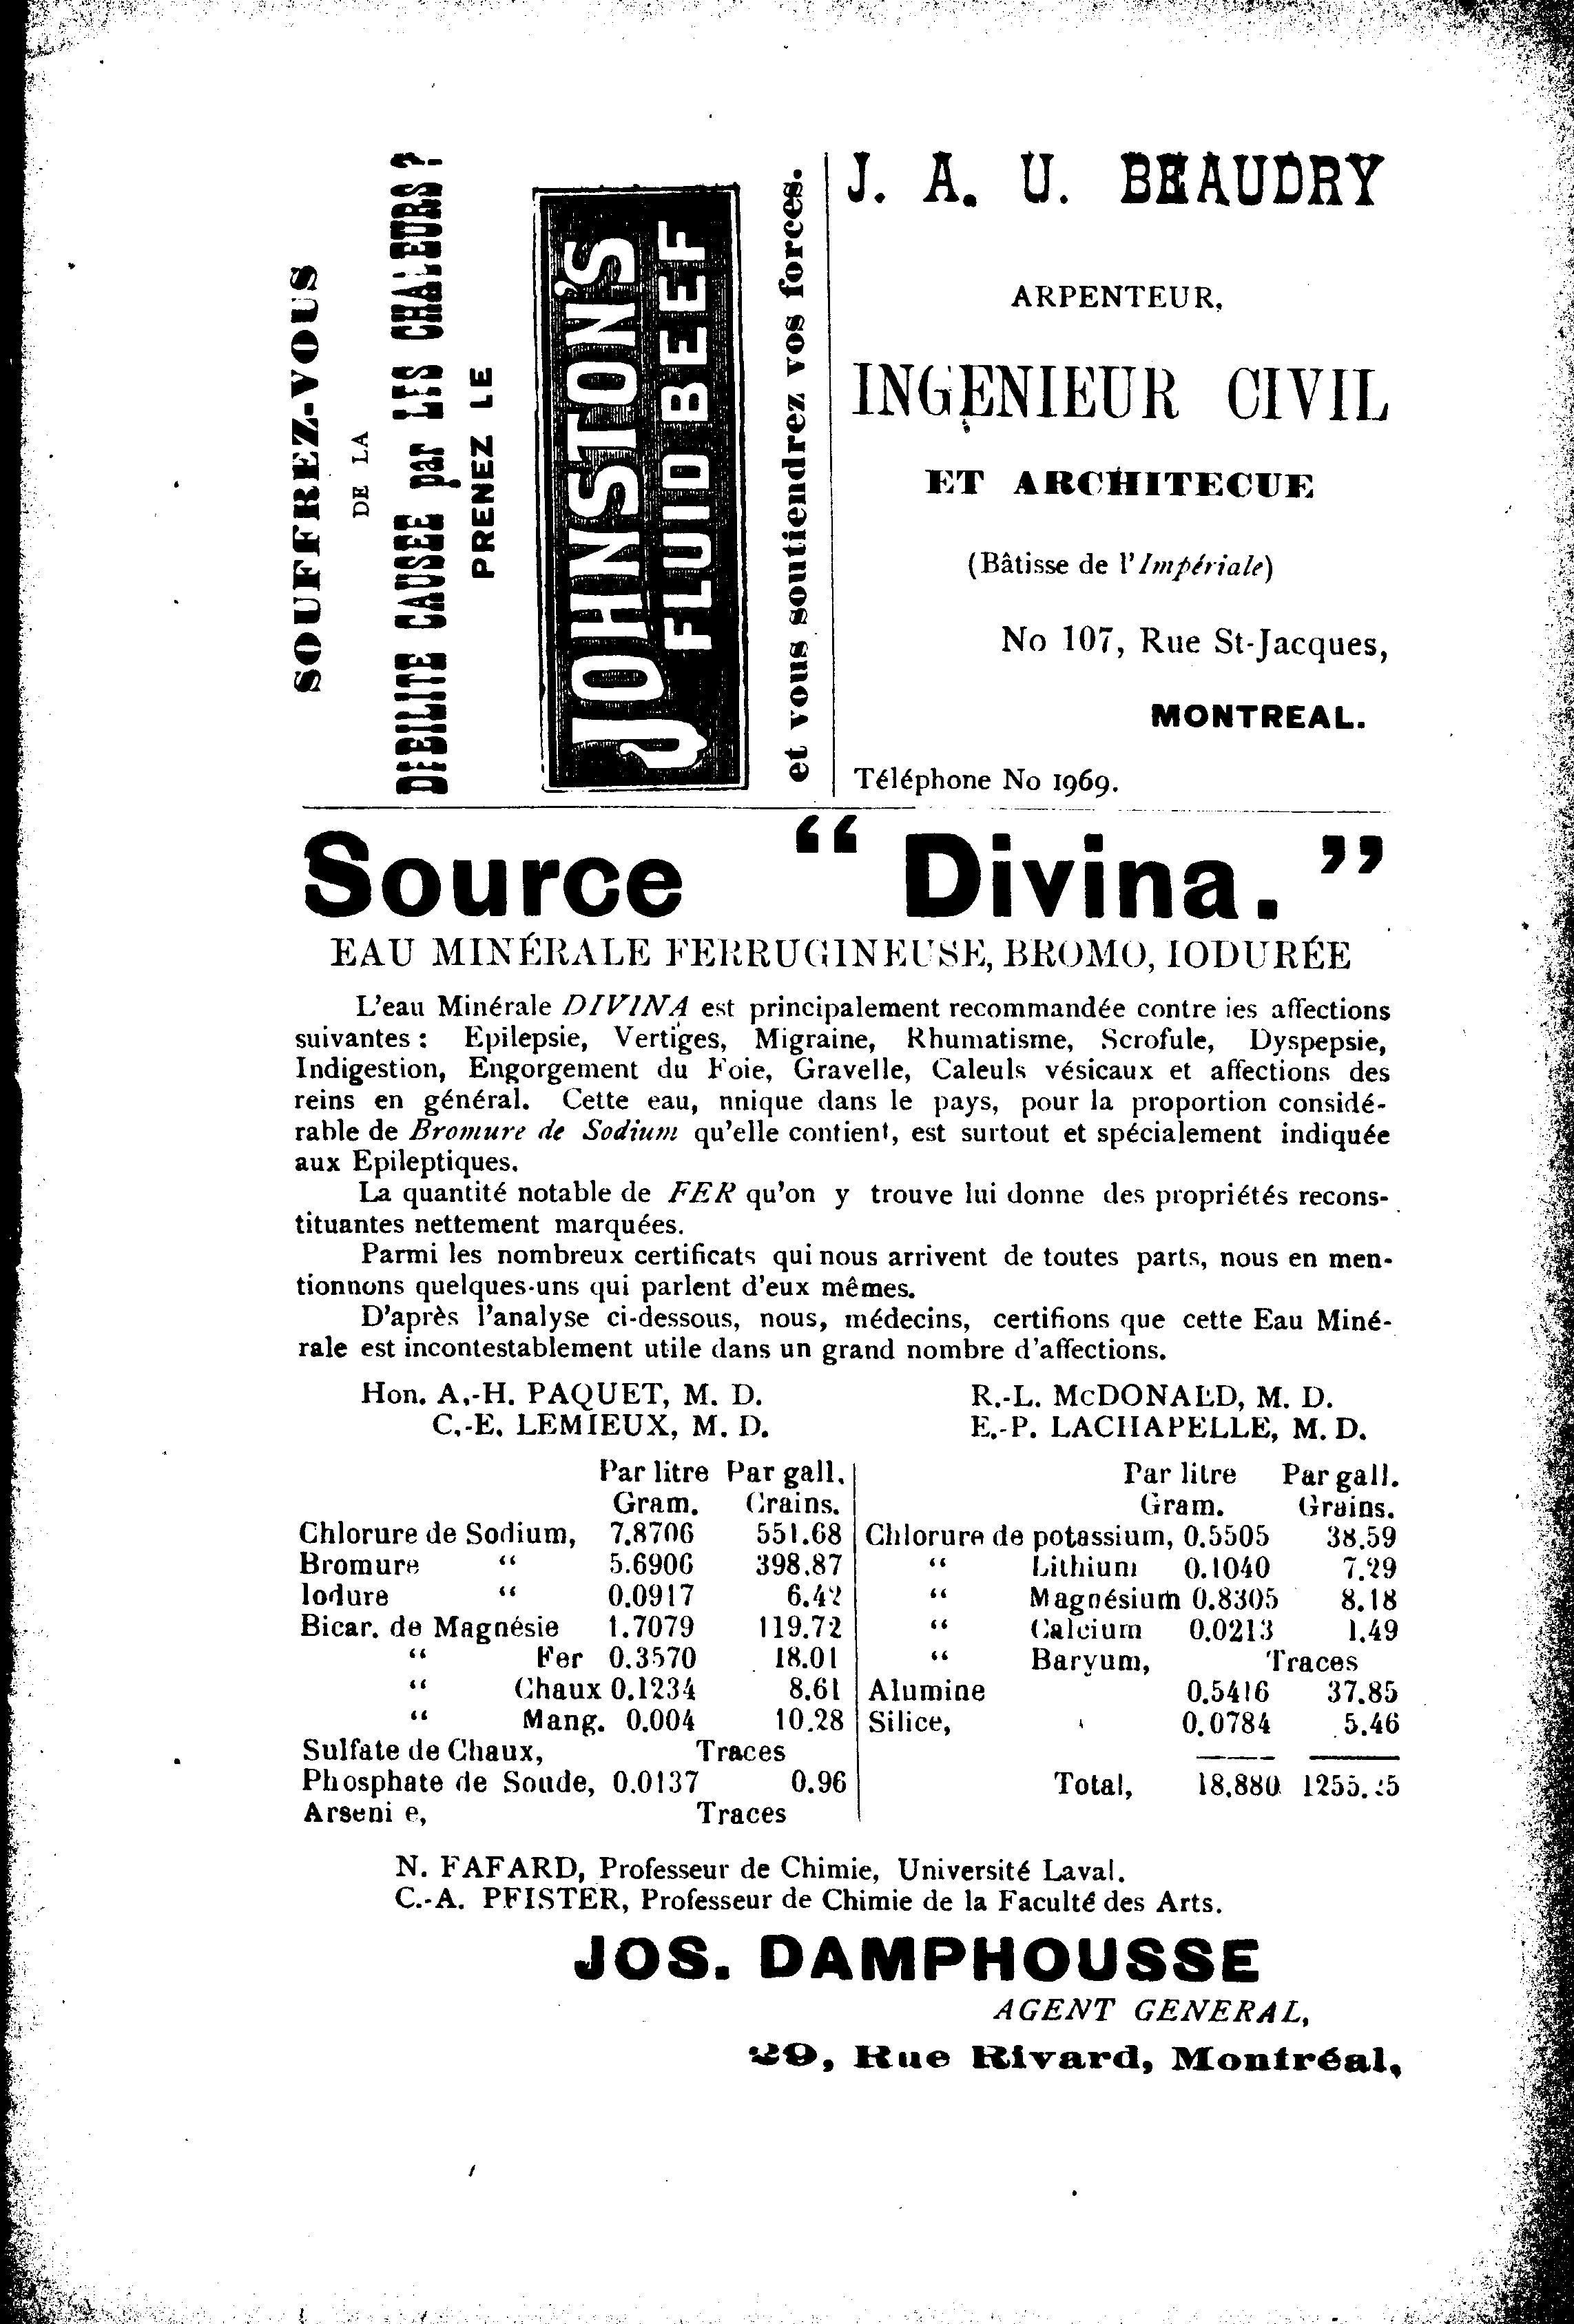 SOUFFREZ-VOUS
DE LA
DEBILITE CAUSEE par LES CHALEURS?
PRENEZ LE
JOHNSTON'S
FLUID BEEF
et vous soutiendrez vos forces.
J. A. U. BEAUDRY
ARPENTEUR,
INGENIEUR CIVIL
ET ARCHITECUE
(Bâtisse de l'Impériale)
No 107, Rue St-Jacques,
MONTREAL.
Téléphone No 1969.
Source “ Divina. ”
EAU MINÉRALE FERRUGINEUSE, BROMO, IODURÉE
L'eau Minérale DIVINA est principalement recommandée contre ies affections
suivantes : Epilepsie, Vertiges, Migraine, Rhumatisme, Scrofule, Dyspepsie,
Indigestion, Engorgement du Foie, Gravelle, Caleuls vésicaux et affections des
reins en général. Cette eau, nnique dans le pays, pour la proportion considé-
rable de Bromure de Sodium qu'elle contient, est surtout et spécialement indiquée
aux Epileptiques.
La quantité notable de FER qu'on y trouve lui donne des propriétés recons-
tituantes nettement marquées.
Parmi les nombreux certificats qui nous arrivent de toutes parts, nous en men-
tionnons quelques-uns qui parlent d'eux mêmes.
D'après l'analyse ci-dessous, nous, médecins, certifions que cette Eau Miné-
rale est incontestablement utile dans un grand nombre d'affections.
Hon. A.-H. PAQUET, M. D.
C.-E. LEMIEUX, M. D.
R.-L. McDONALD, M. D.
E.-P. LACHAPELLE, M. D.
Par litre Par gall.
Gram. Grains.
Chlorure de Sodium, 7.8706 551.68
Bromure “ 5.6906 398.87
Iodure “ 0.0917 6.42
Bicar. de Magnésie 1.7079 119.72
“ Fer 0.3570 18.01
“ Chaux 0.1234 8.61
“ Mang. 0.004 10.28
Sulfate de Chaux, Traces
Phosphate de Soude, 0.0137 0.96
Arseni e, Traces
Par litre Par gall.
Gram. Grains.
Chlorure de potassium, 0.5505 38.59
“ Lithium 0.1040 7.29
“ Magnésium 0.8305 8.18
“ Calcium 0.0213 1.49
“ Baryum, Traces
Alumine 0.5416 37.85
Silice, 0.0784 5.46
Total, 18.880
N. FAFARD, Professeur de Chimie, Université Laval.
C.-A. PFISTER, Professeur de Chimie de la Faculté des Arts.
JOS. DAMPHOUSSE
AGENT GENERAL,
29, Rue Rivard, Montréal,